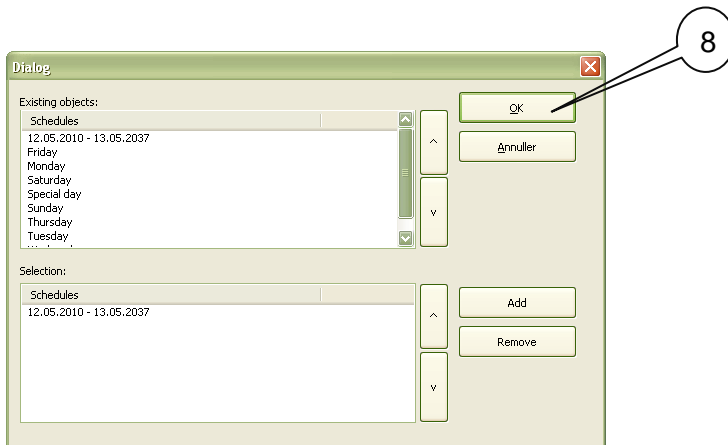 8
Dialog
Existing objects:
Schedules
12.05.2010 - 13.05.2037
Friday
Monday
Saturday
Special day
Sunday
Thursday
Tuesday
^
v
OK
Annuller
Selection:
Schedules
12.05.2010 - 13.05.2037
^
v
Add
Remove